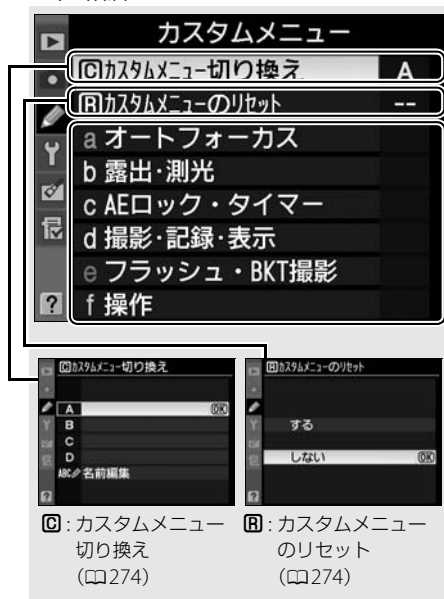 カスタムメニュー
C カスタムメニュー切り換え A
R カスタムメニューのリセット --
a オートフォーカス
b 露出・測光
c AEロック・タイマー
d 撮影・記録・表示
e フラッシュ・BKT撮影
f 操作
?
C カスタムメニュー切り換え
A OK
B
C
D
ABC 名前編集
?
R カスタムメニューのリセット
する
しない OK
?
C : カスタムメニュー
切り換え
(274)
R : カスタムメニュー
のリセット
(274)